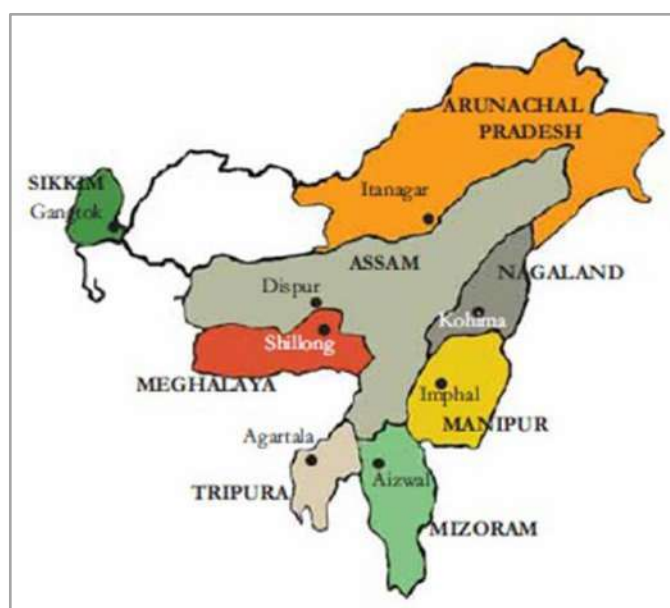 ARUNACHAL
PRADESH
SIKKIM
Gangtok
Itanagar
ASSAM
NAGALAND
Dispur
Kohima
Shillong
MEGHALAYA
Imphal
MANIPUR
Agartala
Aizwal
TRIPURA
MIZORAM